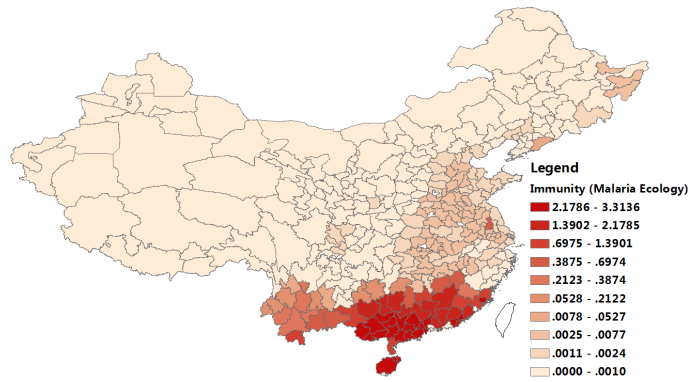 Legend
Immunity (Malaria Ecology)
2.1786 - 3.3136
1.3902 - 2.1785
.6975 - 1.3901
.3875 - .6974
.2123 - .3874
.0528 - .2122
.0078 - .0527
.0025 - .0077
.0011 - .0024
.0000 - .0010